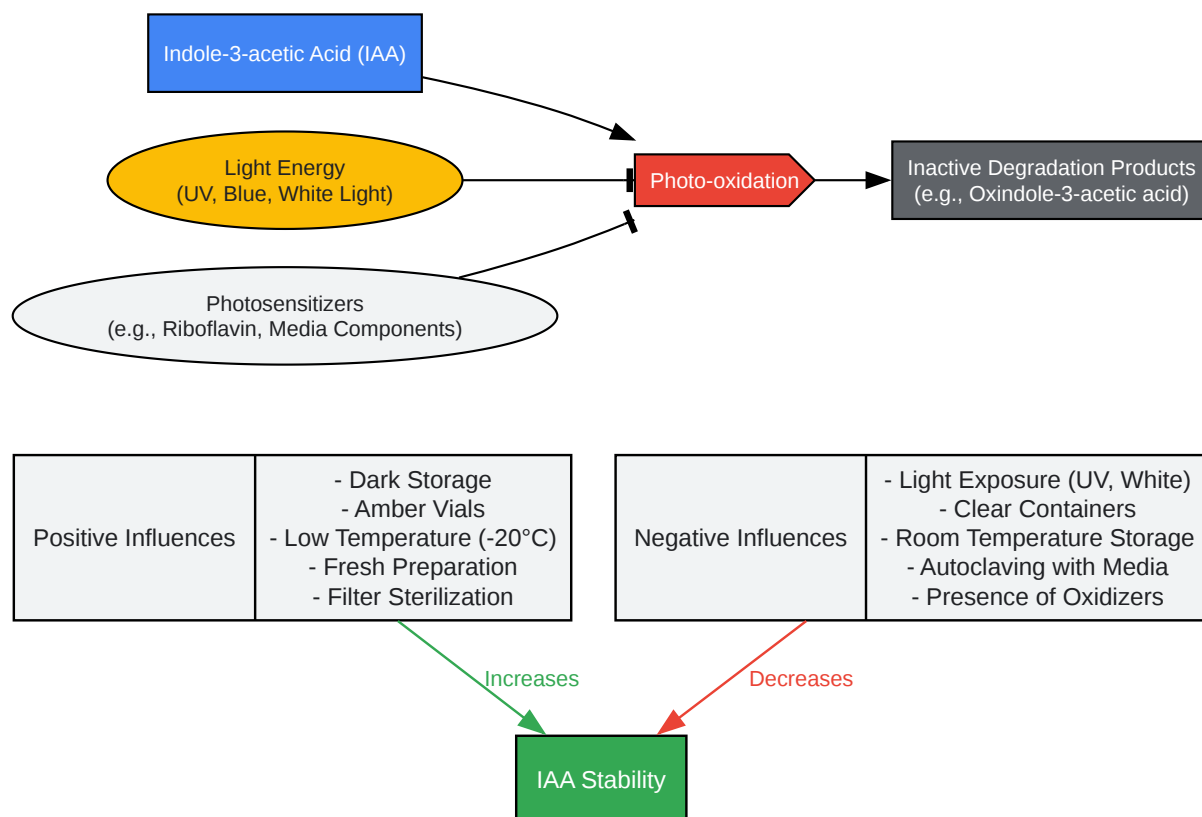 Indole-3-acetic Acid (IAA)
Light Energy
(UV, Blue, White Light)
Photo-oxidation
Inactive Degradation Products
(e.g., Oxindole-3-acetic acid)
Photosensitizers
(e.g., Riboflavin, Media Components)
Positive Influences
- Dark Storage
- Amber Vials
- Low Temperature (-20°C)
- Fresh Preparation
- Filter Sterilization
Negative Influences
- Light Exposure (UV, White)
- Clear Containers
- Room Temperature Storage
- Autoclaving with Media
- Presence of Oxidizers
Increases
Decreases
IAA Stability